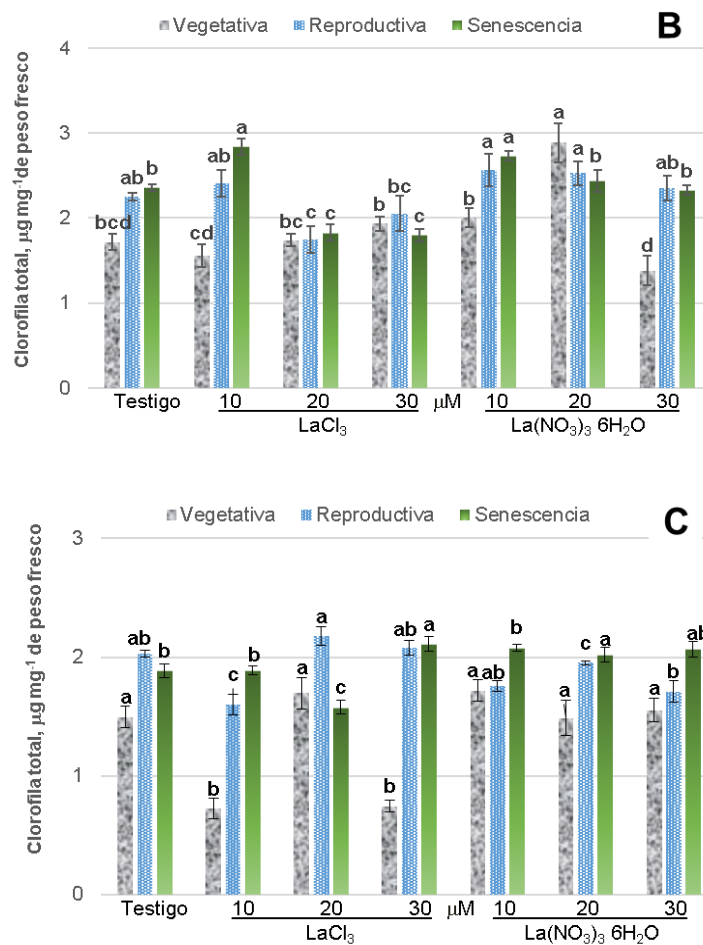 B
Vegetativa Reproductiva Senescencia
Clorofila total, µg mg-1 de peso fresco
4
3
2
1
0
bcd ab b
cd ab a
bc c c
b bc c
b a a
a a b
d ab b
Testigo 10 20 30 µM 10 20 30
LaCl3 La(NO3)3 6H2O
C
Vegetativa Reproductiva Senescencia
Clorofila total, µg mg-1 de peso fresco
3
2
1
0
a ab b
b c b
a a c
b ab a
a ab b
a c a
a b ab
Testigo 10 20 30 µM 10 20 30
LaCl3 La(NO3)3 6H2O